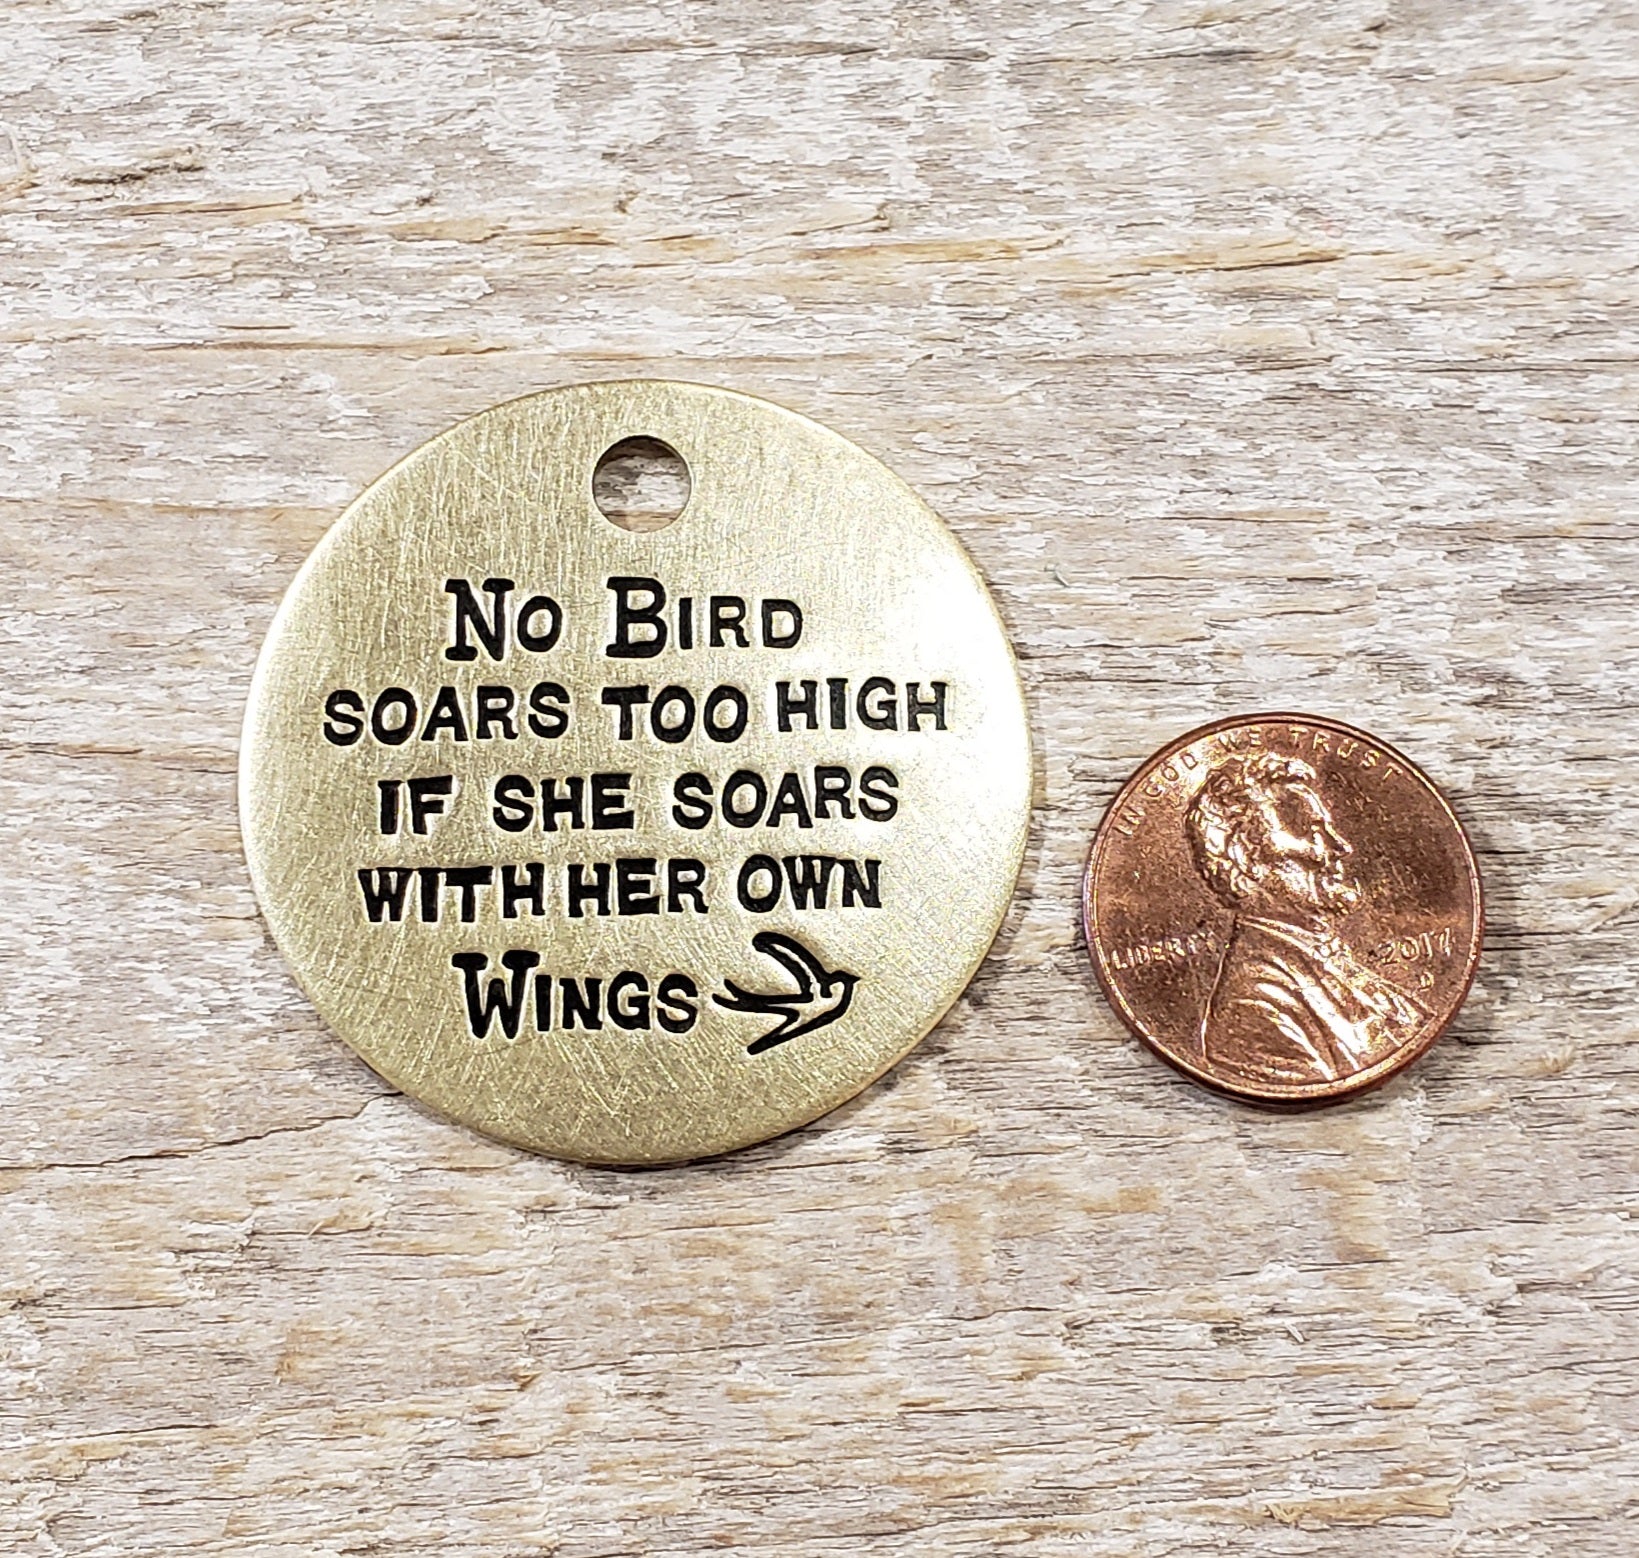 No Bird
SOARS TOO HIGH
IF SHE SOARS
WITH HER OWN
Wings
IN GOD WE TRUST
LIBERTY
2017
D